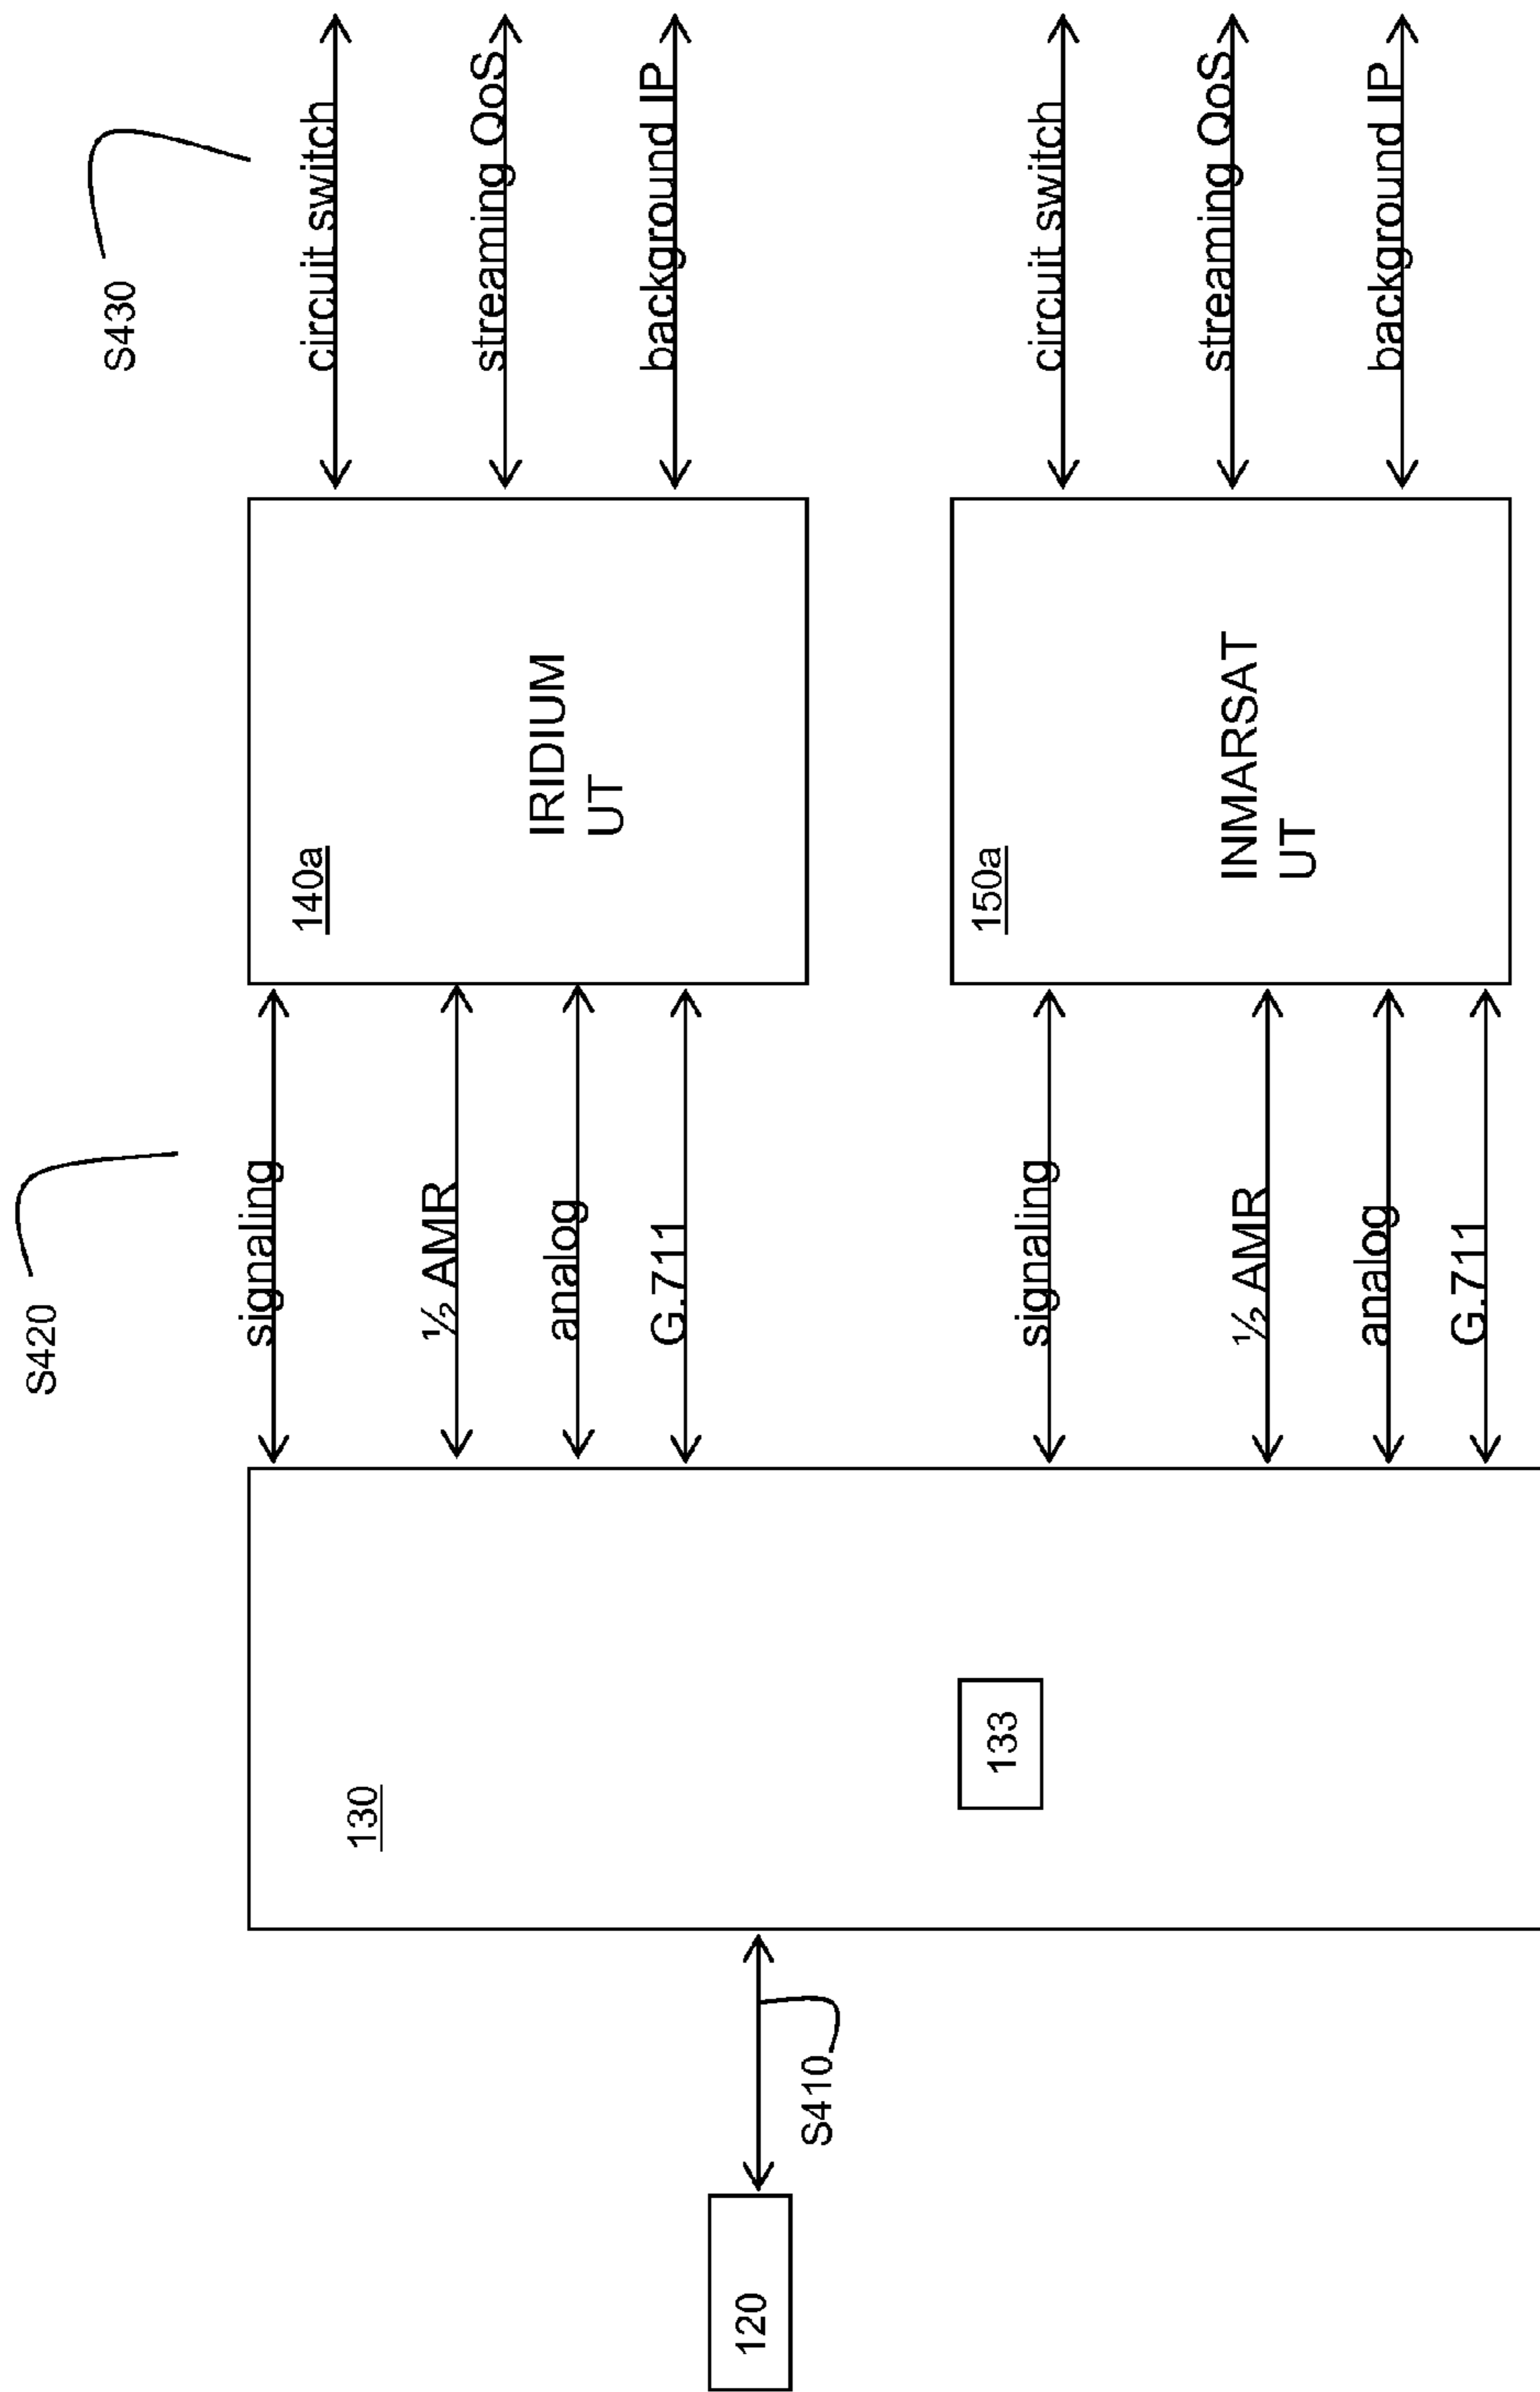 120
S410
130
133
S420
signaling
½ AMR
analog
G.711
signaling
½ AMR
analog
G.711
140a
IRIDIUM
UT
150a
INMARSAT
UT
S430
circuit switch
streaming QoS
background IP
circuit switch
streaming QoS
background IP